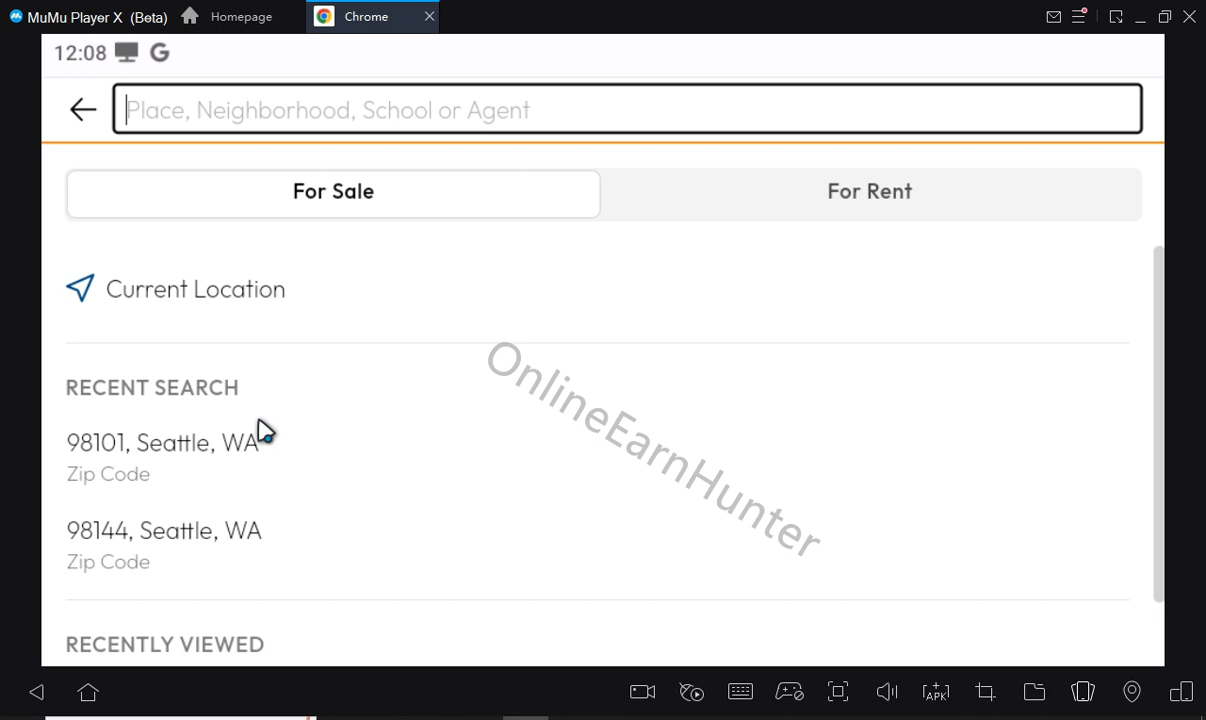 MuMu Player X (Beta)
Homepage
Chrome
12:08
Place, Neighborhood, School or Agent
For Sale
For Rent
Current Location
RECENT SEARCH
98101, Seattle, WA
Zip Code
98144, Seattle, WA
Zip Code
RECENTLY VIEWED
OnlineEarnHunter
APK